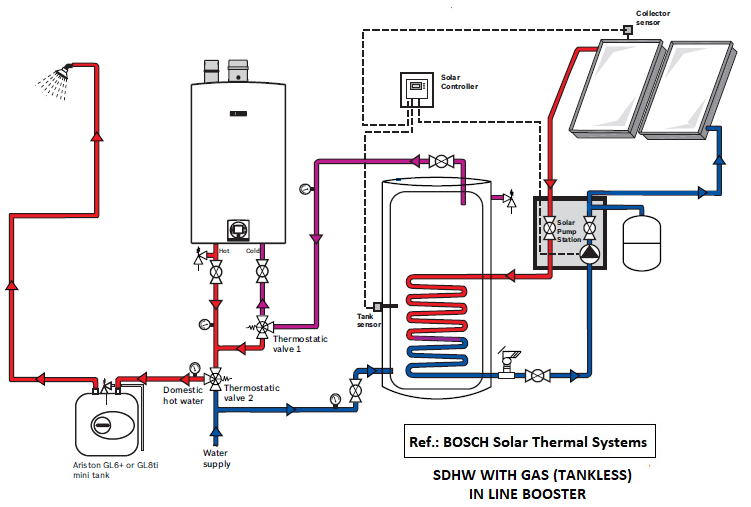 Collector
sensor
Solar
Controller
Solar
Pump
Station
Hot
Cold
Tank
sensor
Thermostatic
valve 1
Domestic
hot water
Thermostatic
valve 2
Water
supply
Ariston GL6+ or GL8ti
mini tank
Ref.: BOSCH Solar Thermal Systems
SDHW WITH GAS (TANKLESS)
IN LINE BOOSTER